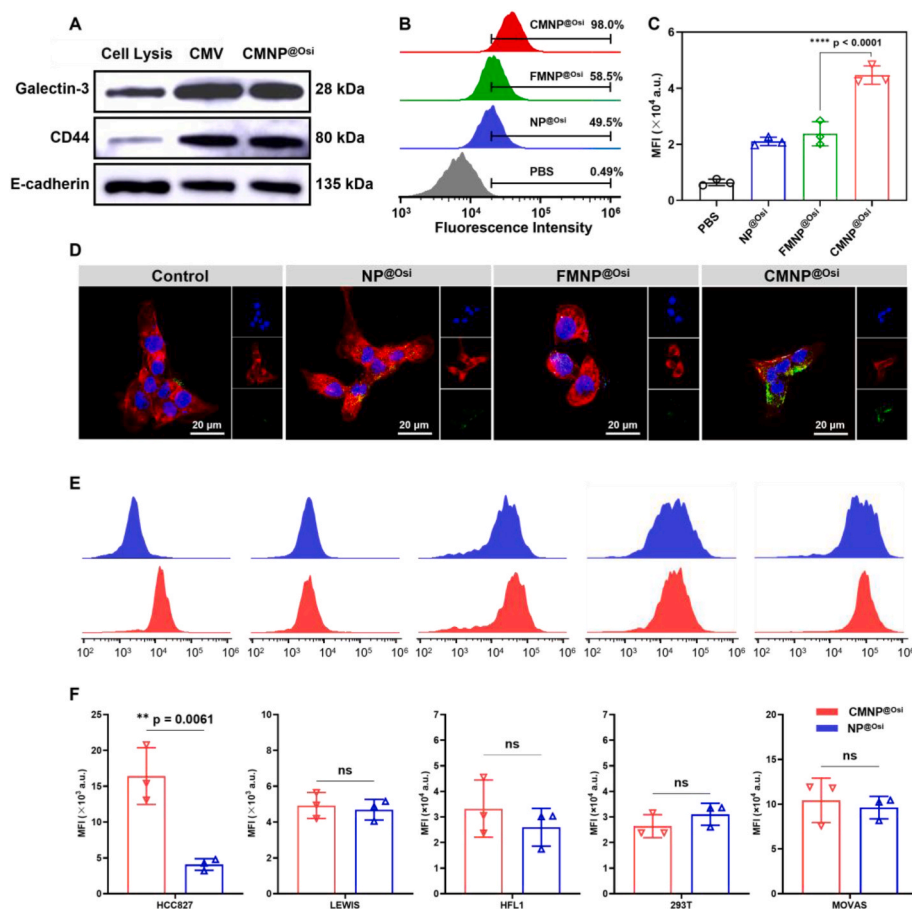 A
Cell Lysis CMV CMNP@Osi
Galectin-3 28 kDa
CD44 80 kDa
E-cadherin 135 kDa
B
CMNP@Osi 98.0%
FMNP@Osi 58.5%
NP@Osi 49.5%
PBS 0.49%
10³ 10⁴ 10⁵ 10⁶
Fluorescence Intensity
C
**** p < 0.0001
MFI (×10⁴ a.u.)
6
4
2
0
PBS NP@Osi FMNP@Osi CMNP@Osi
D
Control NP@Osi FMNP@Osi CMNP@Osi
20 μm 20 μm 20 μm 20 μm
E
10² 10³ 10⁴ 10⁵ 10⁶ 10² 10³ 10⁴ 10⁵ 10⁶ 10² 10³ 10⁴ 10⁵ 10⁶ 10² 10³ 10⁴ 10⁵ 10⁶ 10² 10³ 10⁴ 10⁵ 10⁶
F
MFI (×10³ a.u.)
25
20
15
10
5
0
** p = 0.0061
HCC827
MFI (×10³ a.u.)
10
8
6
4
2
0
ns
LEWIS
MFI (×10⁴ a.u.)
7
6
5
4
3
2
1
0
ns
HFL1
MFI (×10⁴ a.u.)
7
6
5
4
3
2
1
0
ns
293T
MFI (×10⁴ a.u.)
20
15
10
5
0
ns
MOVAS
CMNP@Osi
NP@Osi